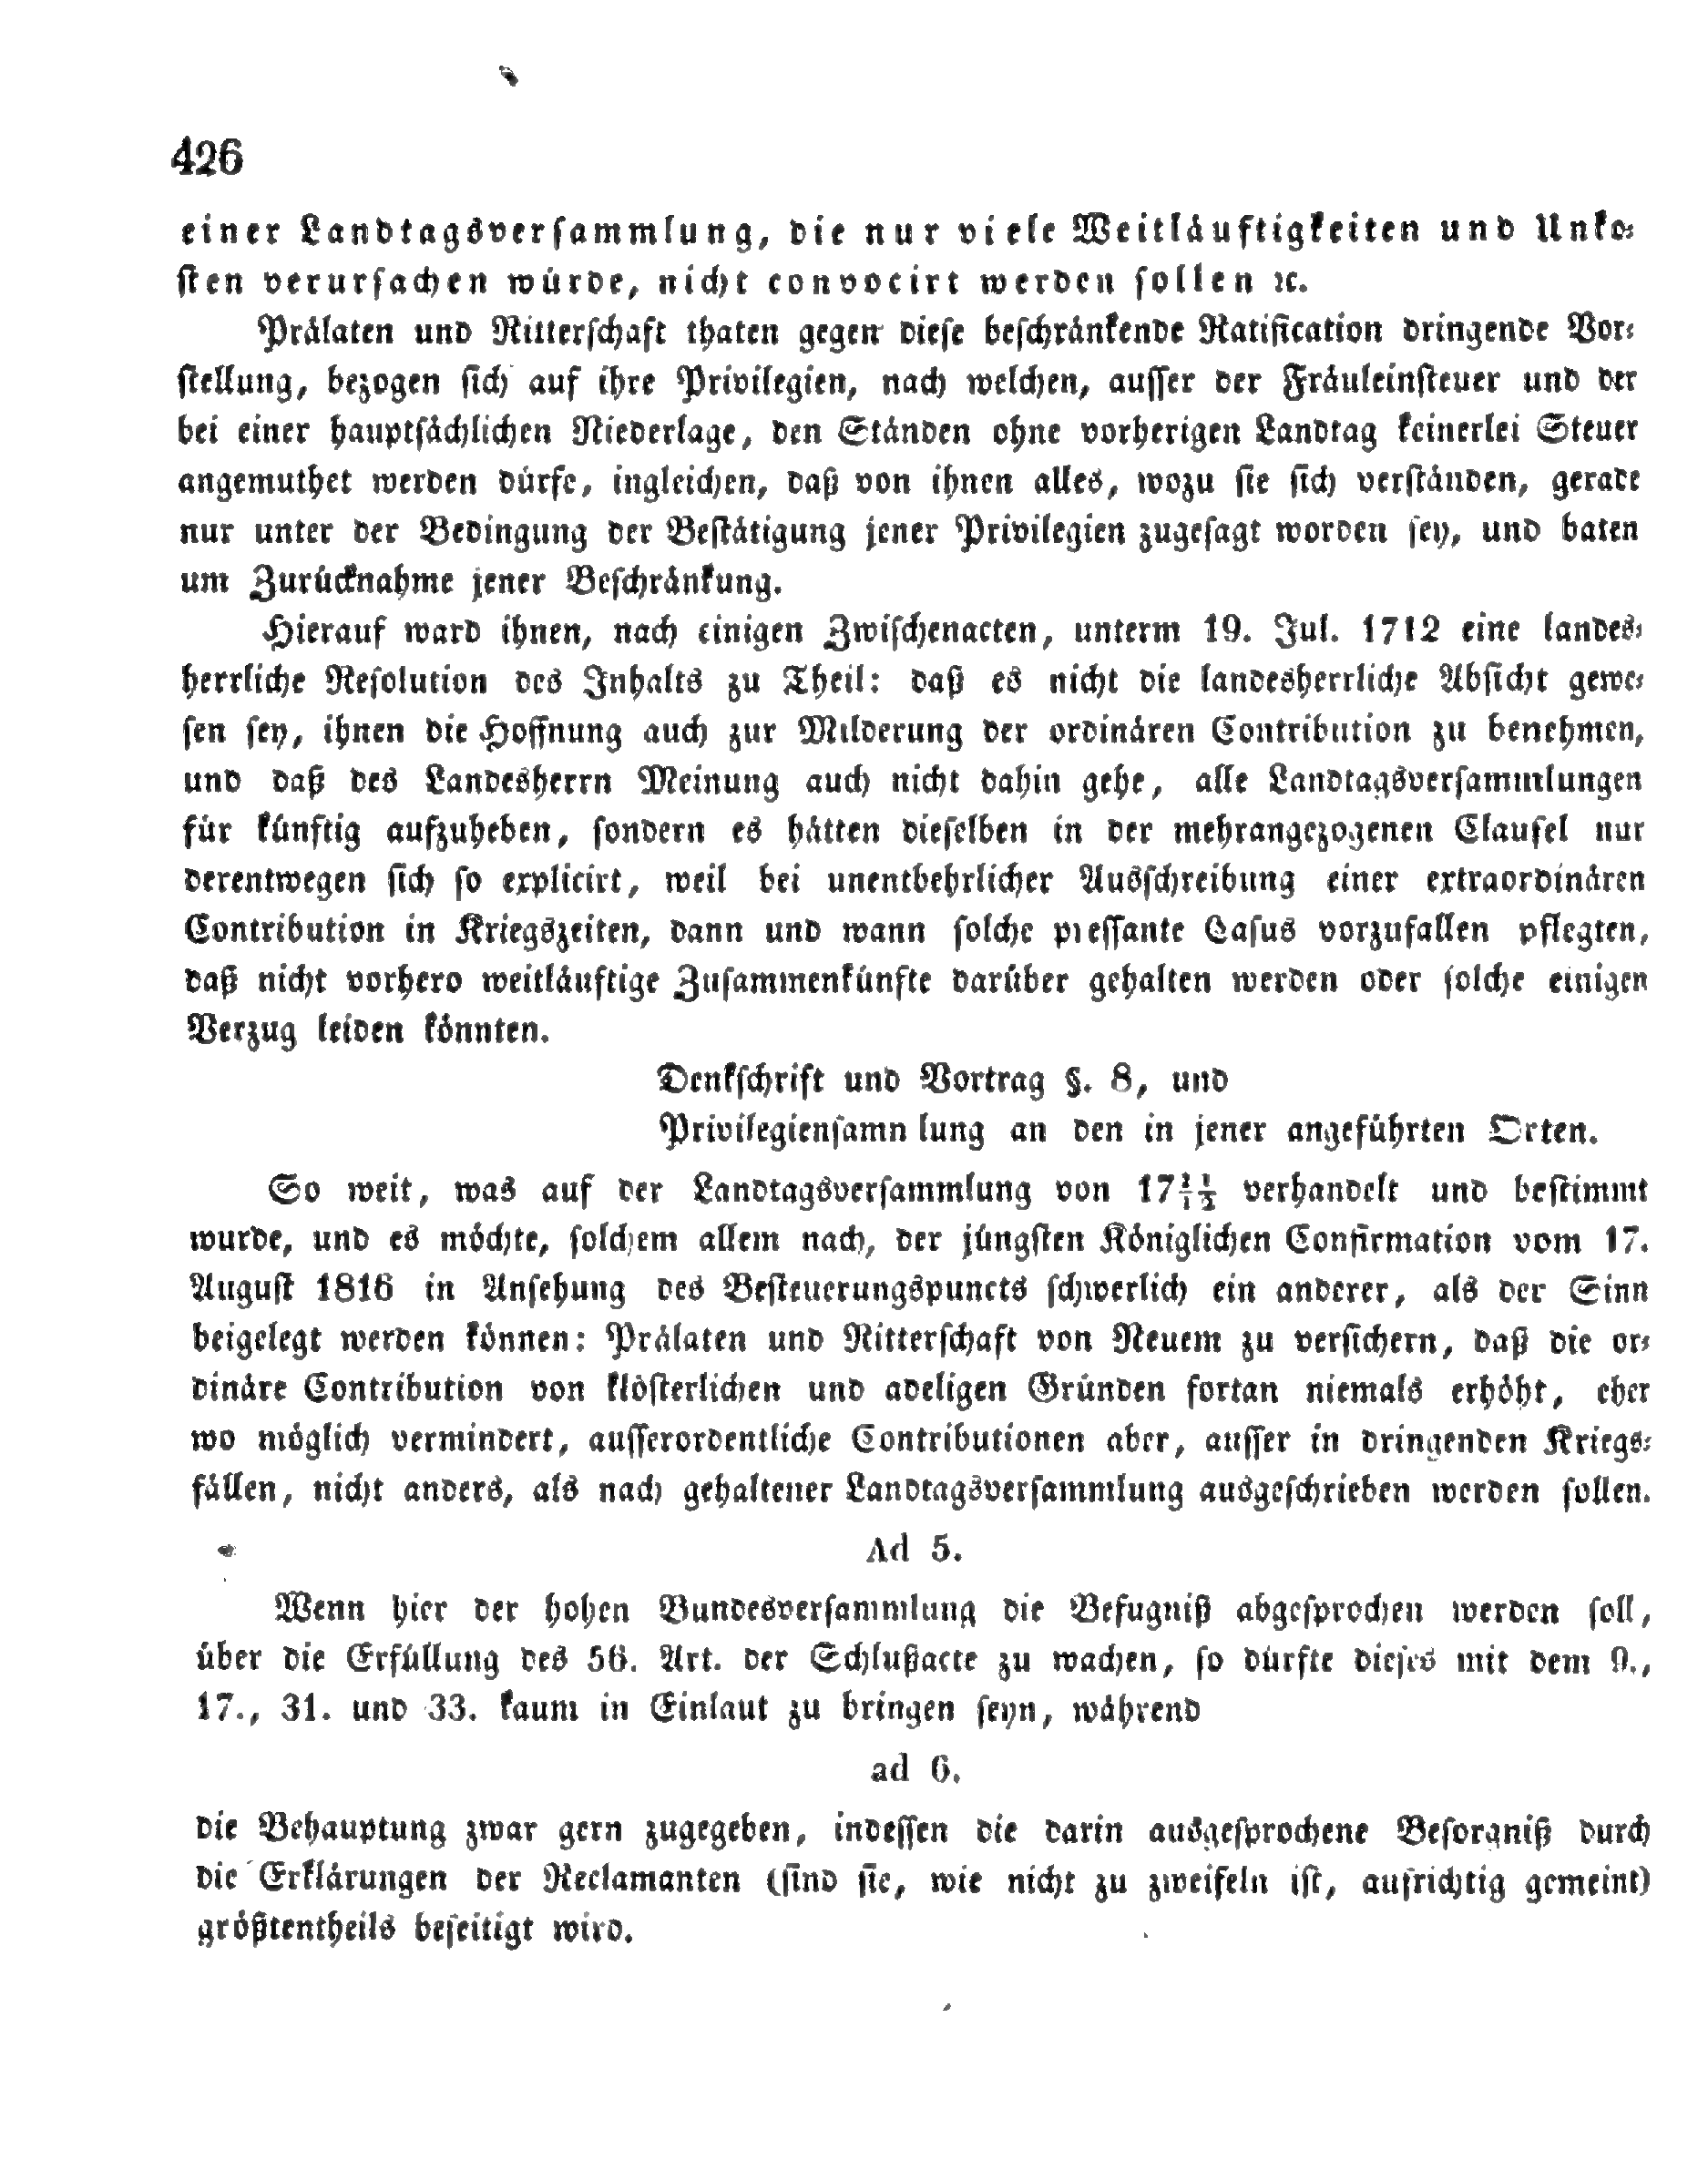 426
einer Landtagsversammlung, die nur viele Weitläuftigkeiten und Unko-
sten verursachen würde, nicht convocirt werden sollen ꝛc.
Prälaten und Ritterschaft thaten gegen diese beschränkende Ratification dringende Vor-
stellung, bezogen sich auf ihre Privilegien, nach welchen, ausser der Fräuleinsteuer und der
bei einer hauptsächlichen Niederlage, den Ständen ohne vorherigen Landtag keinerlei Steuer
angemuthet werden dürfe, ingleichen, daß von ihnen alles, wozu sie sich verständen, gerade
nur unter der Bedingung der Bestätigung jener Privilegien zugesagt worden sey, und baten
um Zurücknahme jener Beschränkung.
Hierauf ward ihnen, nach einigen Zwischenacten, unterm 19. Jul. 1712 eine landes-
herrliche Resolution des Inhalts zu Theil: daß es nicht die landesherrliche Absicht gewe-
sen sey, ihnen die Hoffnung auch zur Milderung der ordinären Contribution zu benehmen,
und daß des Landesherrn Meinung auch nicht dahin gehe, alle Landtagsversammlungen
für künftig aufzuheben, sondern es hätten dieselben in der mehrangezogenen Clausel nur
derentwegen sich so explicirt, weil bei unentbehrlicher Ausschreibung einer extraordinären
Contribution in Kriegszeiten, dann und wann solche pressante Casus vorzufallen pflegten,
daß nicht vorhero weitläuftige Zusammenkünfte darüber gehalten werden oder solche einigen
Verzug leiden könnten.
Denkschrift und Vortrag §. 8, und
Privilegiensammlung an den in jener angeführten Orten.
So weit, was auf der Landtagsversammlung von 17¹¹⁄₁₂ verhandelt und bestimmt
wurde, und es möchte, solchem allem nach, der jüngsten Königlichen Confirmation vom 17.
August 1816 in Ansehung des Besteuerungspuncts schwerlich ein anderer, als der Sinn
beigelegt werden können: Prälaten und Ritterschaft von Neuem zu versichern, daß die or-
dinäre Contribution von klösterlichen und adeligen Gründen fortan niemals erhöht, eher
wo möglich vermindert, ausserordentliche Contributionen aber, ausser in dringenden Kriegs-
fällen, nicht anders, als nach gehaltener Landtagsversammlung ausgeschrieben werden sollen.
Ad 5.
Wenn hier der hohen Bundesversammlung die Befugniß abgesprochen werden soll,
über die Erfüllung des 56. Art. der Schlußacte zu wachen, so dürfte dieses mit dem 9.,
17., 31. und 33. kaum in Einlaut zu bringen seyn, während
ad 6.
die Behauptung zwar gern zugegeben, indessen die darin ausgesprochene Besorgniß durch
die Erklärungen der Reclamanten (sind sie, wie nicht zu zweifeln ist, aufrichtig gemeint)
größtentheils beseitigt wird.